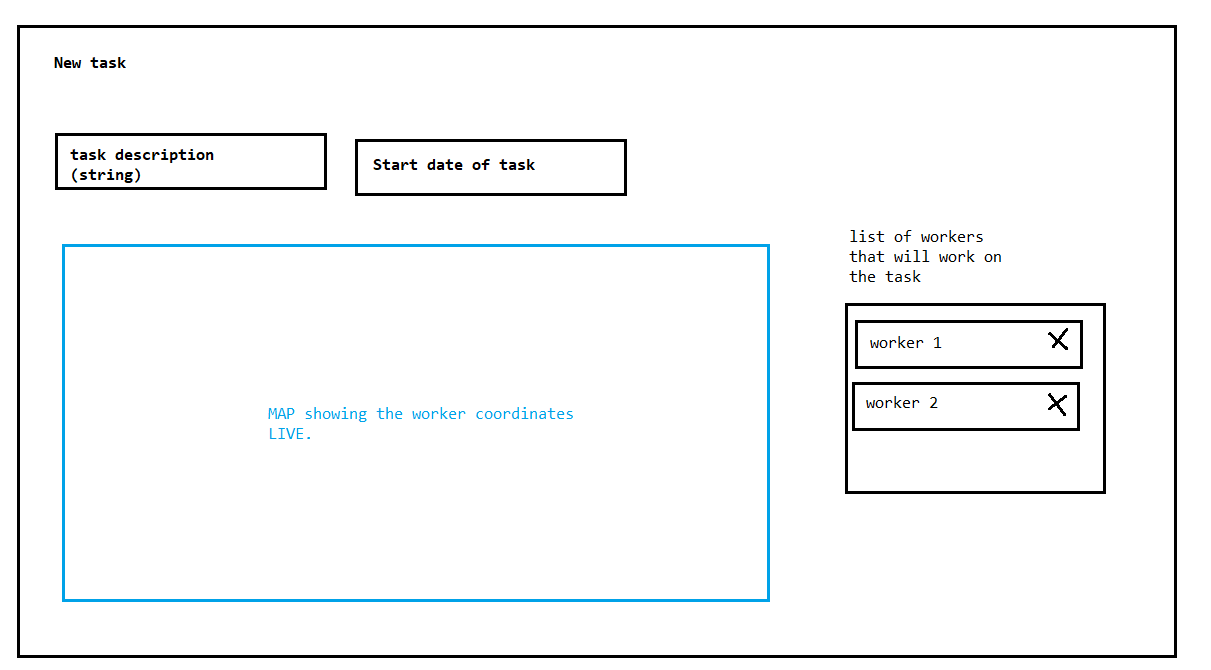 New task
task description
(string)
Start date of task
list of workers
that will work on
the task
worker 1
worker 2
MAP showing the worker coordinates
LIVE.